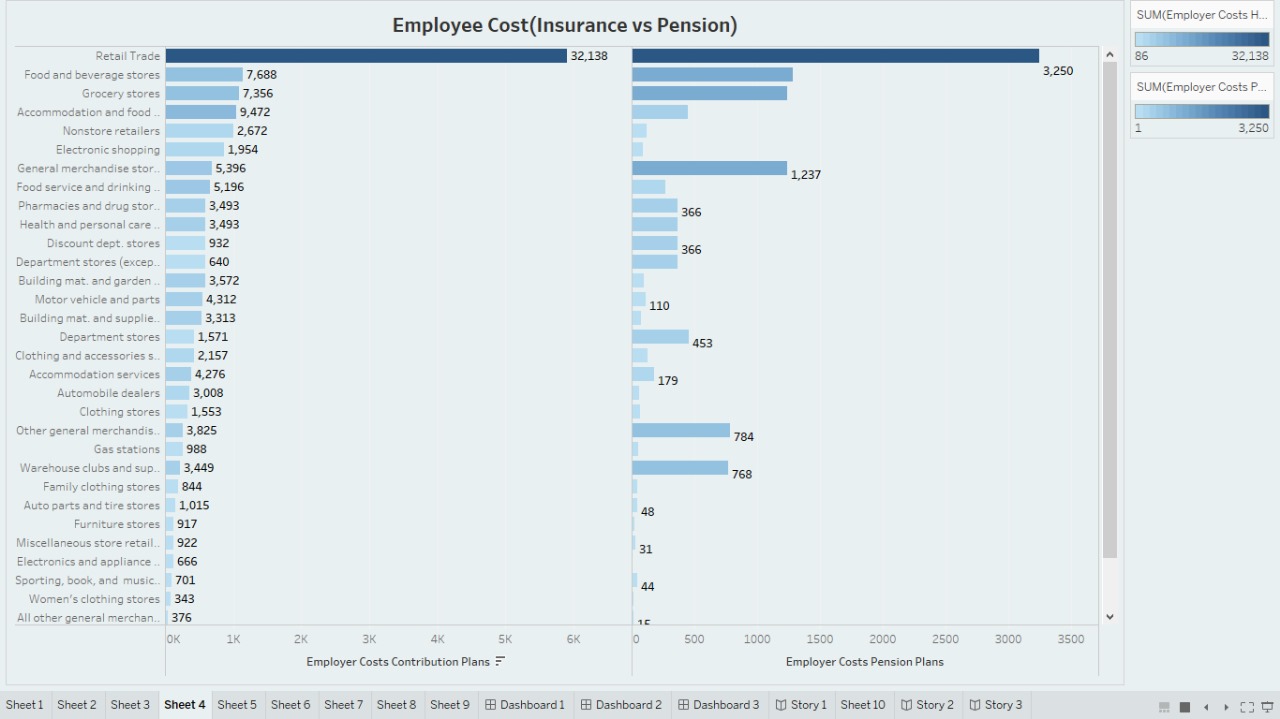 Employee Cost(Insurance vs Pension)
SUM(Employer Costs H...
86 32,138
SUM(Employer Costs P...
1 3,250
Retail Trade 32,138 3,250
Food and beverage stores 7,688
Grocery stores 7,356
Accommodation and food .. 9,472
Nonstore retailers 2,672
Electronic shopping 1,954
General merchandise stor.. 5,396 1,237
Food service and drinking .. 5,196
Pharmacies and drug stor.. 3,493 366
Health and personal care .. 3,493
Discount dept. stores 932 366
Department stores (excep.. 640
Building mat. and garden .. 3,572
Motor vehicle and parts 4,312 110
Building mat. and supplie.. 3,313
Department stores 1,571 453
Clothing and accessories s.. 2,157
Accommodation services 4,276 179
Automobile dealers 3,008
Clothing stores 1,553
Other general merchandis.. 3,825 784
Gas stations 988
Warehouse clubs and sup.. 3,449 768
Family clothing stores 844
Auto parts and tire stores 1,015 48
Furniture stores 917
Miscellaneous store retail.. 922 31
Electronics and appliance .. 666
Sporting, book, and music.. 701 44
Women's clothing stores 343
All other general merchan.. 376 15
0K 1K 2K 3K 4K 5K 6K 0 500 1000 1500 2000 2500 3000 3500
Employer Costs Contribution Plans Employer Costs Pension Plans
Sheet 1 Sheet 2 Sheet 3 Sheet 4 Sheet 5 Sheet 6 Sheet 7 Sheet 8 Sheet 9 Dashboard 1 Dashboard 2 Dashboard 3 Story 1 Sheet 10 Story 2 Story 3